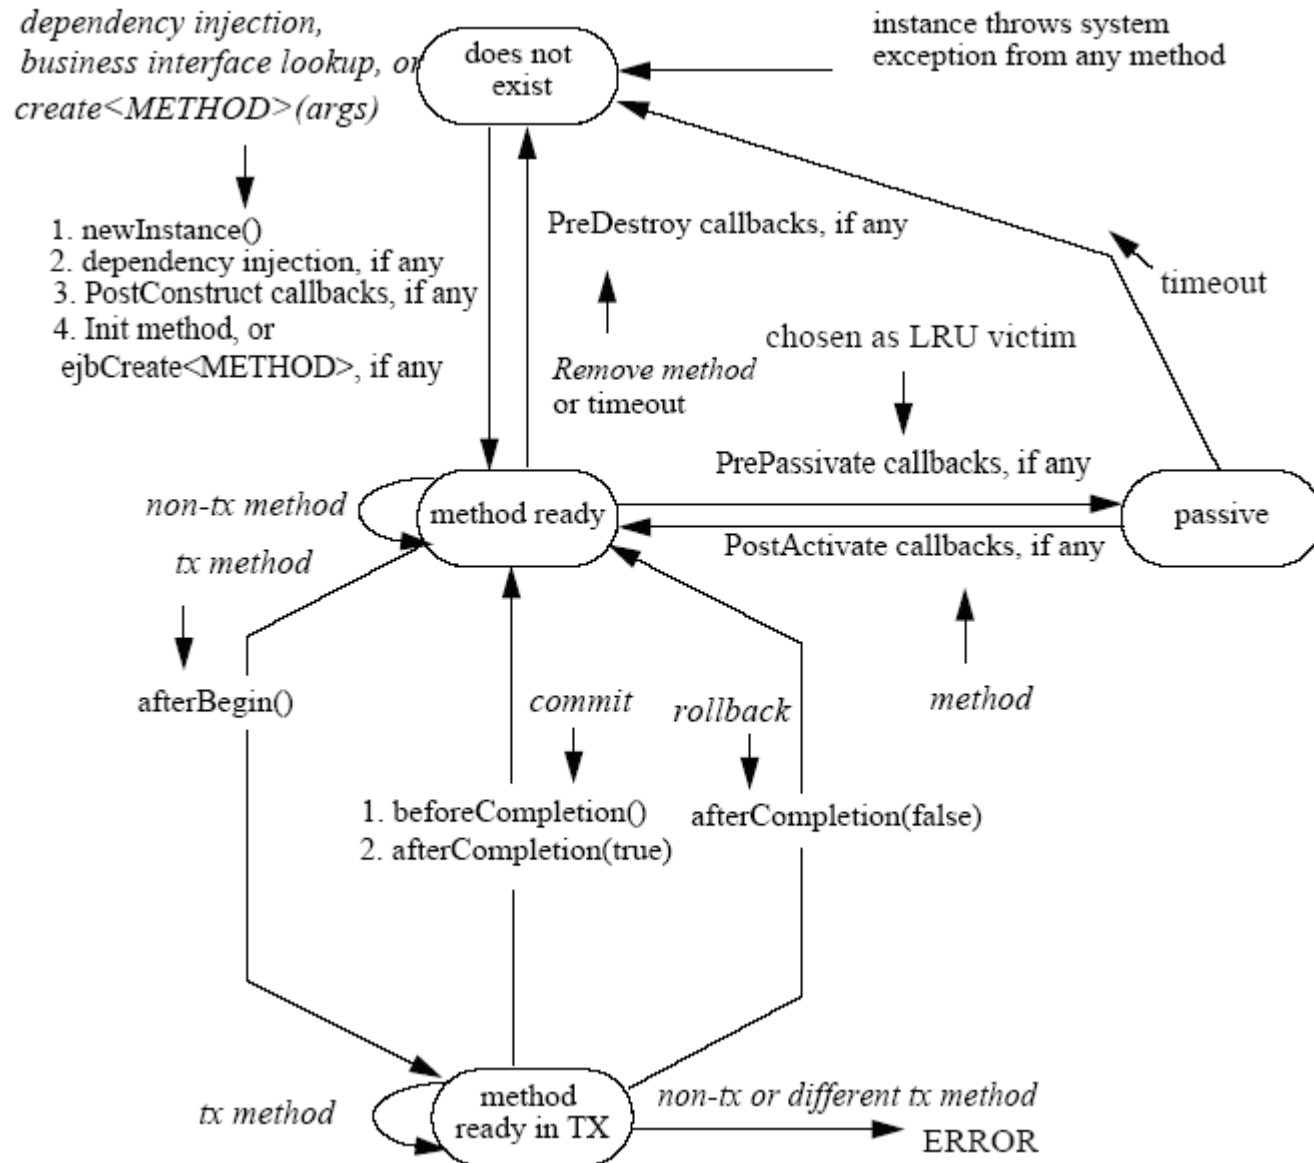 dependency injection,
business interface lookup, or
create<METHOD>(args)
does not
exist
instance throws system
exception from any method
1. newInstance()
2. dependency injection, if any
3. PostConstruct callbacks, if any
4. Init method, or
ejbCreate<METHOD>, if any
PreDestroy callbacks, if any
Remove method
or timeout
timeout
chosen as LRU victim
PrePassivate callbacks, if any
non-tx method
method ready
passive
PostActivate callbacks, if any
tx method
afterBegin()
commit
rollback
method
1. beforeCompletion()
2. afterCompletion(true)
afterCompletion(false)
tx method
method
ready in TX
non-tx or different tx method
ERROR